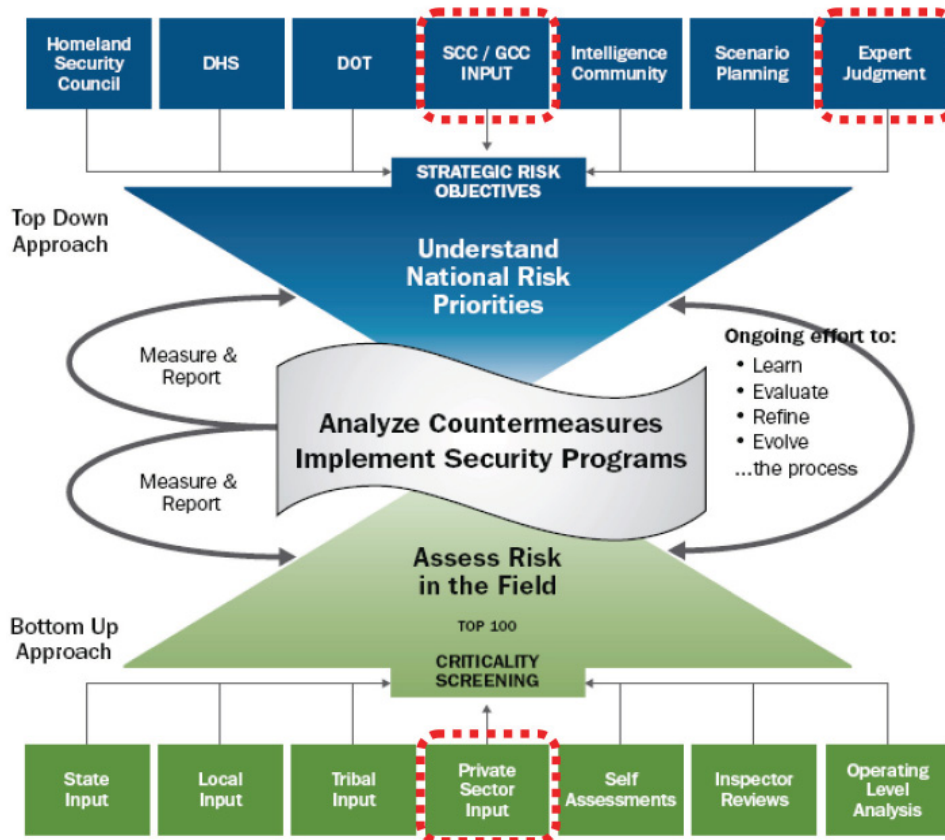 Homeland
Security
Council
DHS
DOT
SCC / GCC
INPUT
Intelligence
Community
Scenario
Planning
Expert
Judgment
STRATEGIC RISK
OBJECTIVES
Top Down
Approach
Understand
National Risk
Priorities
Measure &
Report
Ongoing effort to:
• Learn
• Evaluate
• Refine
• Evolve
...the process
Analyze Countermeasures
Implement Security Programs
Measure &
Report
Assess Risk
in the Field
TOP 100
Bottom Up
Approach
CRITICALITY
SCREENING
State
Input
Local
Input
Tribal
Input
Private
Sector
Input
Self
Assessments
Inspector
Reviews
Operating
Level
Analysis